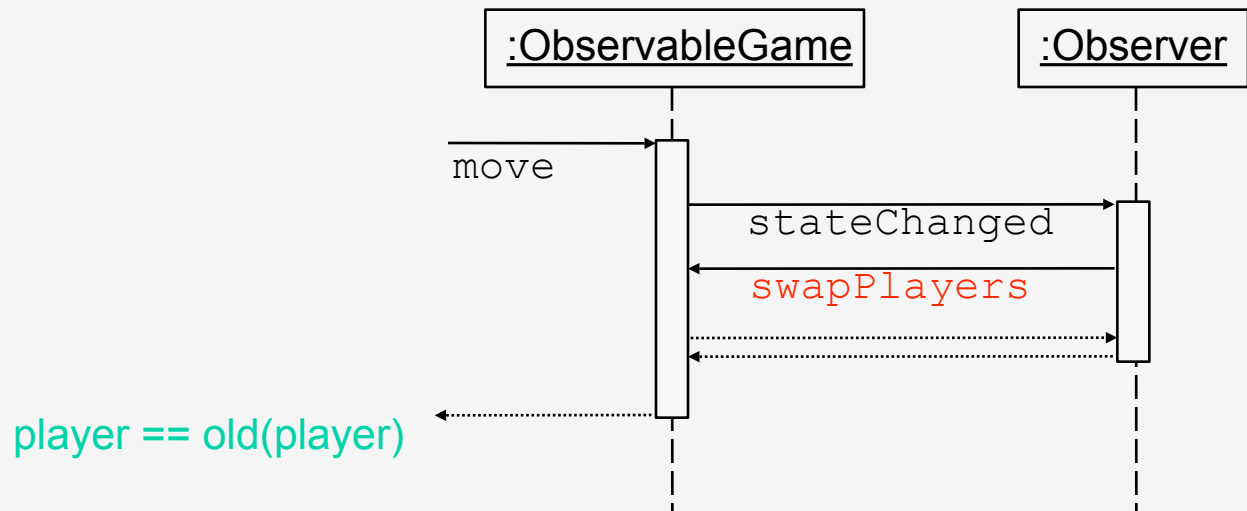 :ObservableGame
:Observer
move
stateChanged
swapPlayers
player == old(player)